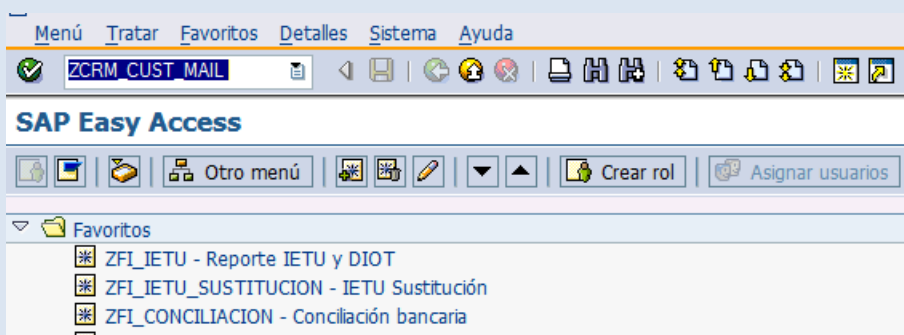 Menú Tratar Favoritos Detalles Sistema Ayuda
ZCRM_CUST_MAIL
SAP Easy Access
Otro menú Crear rol Asignar usuarios
Favoritos
ZFI_IETU - Reporte IETU y DIOT
ZFI_IETU_SUSTITUCION - IETU Sustitución
ZFI_CONCILIACION - Conciliación bancaria